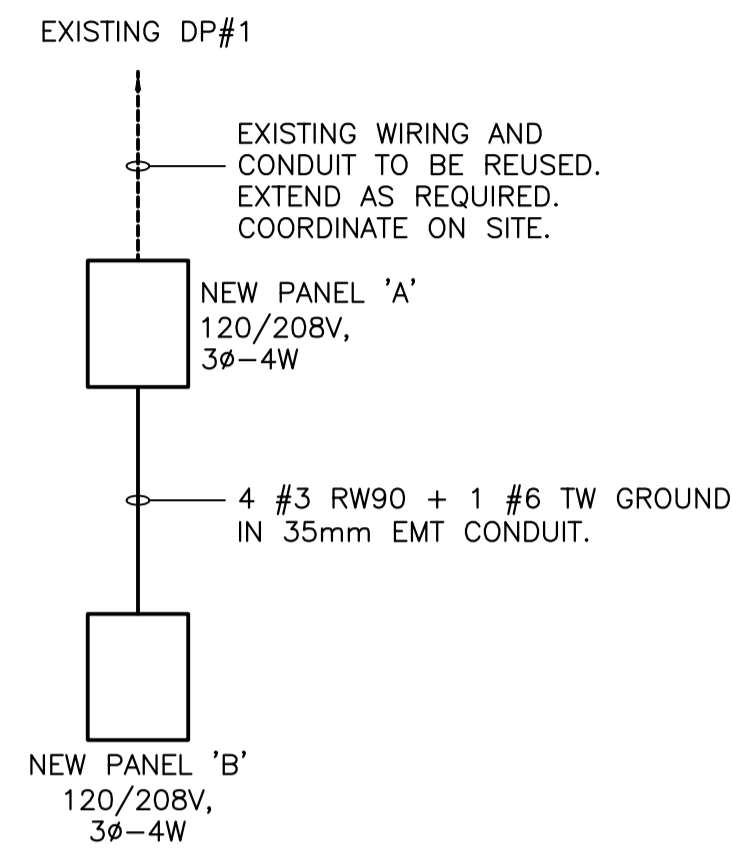 EXISTING DP#1
EXISTING WIRING AND
CONDUIT TO BE REUSED.
EXTEND AS REQUIRED.
COORDINATE ON SITE.
NEW PANEL 'A'
120/208V,
3ø-4W
4 #3 RW90 + 1 #6 TW GROUND
IN 35mm EMT CONDUIT.
NEW PANEL 'B'
120/208V,
3ø-4W